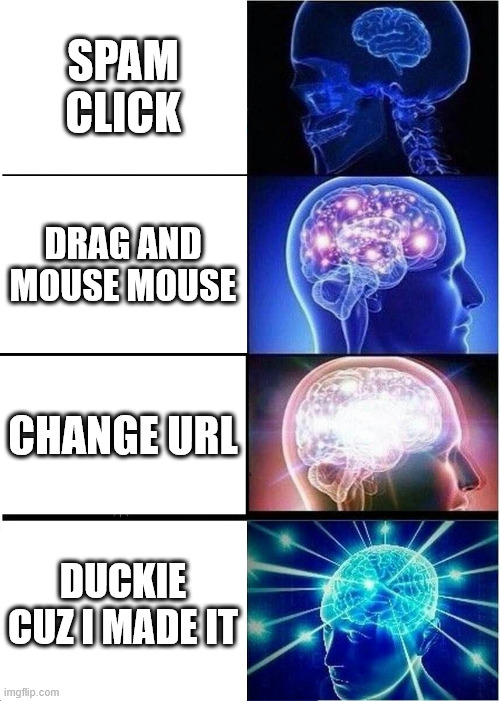 SPAM
CLICK
DRAG AND
MOUSE MOUSE
CHANGE URL
DUCKIE
CUZ I MADE IT
imgflip.com